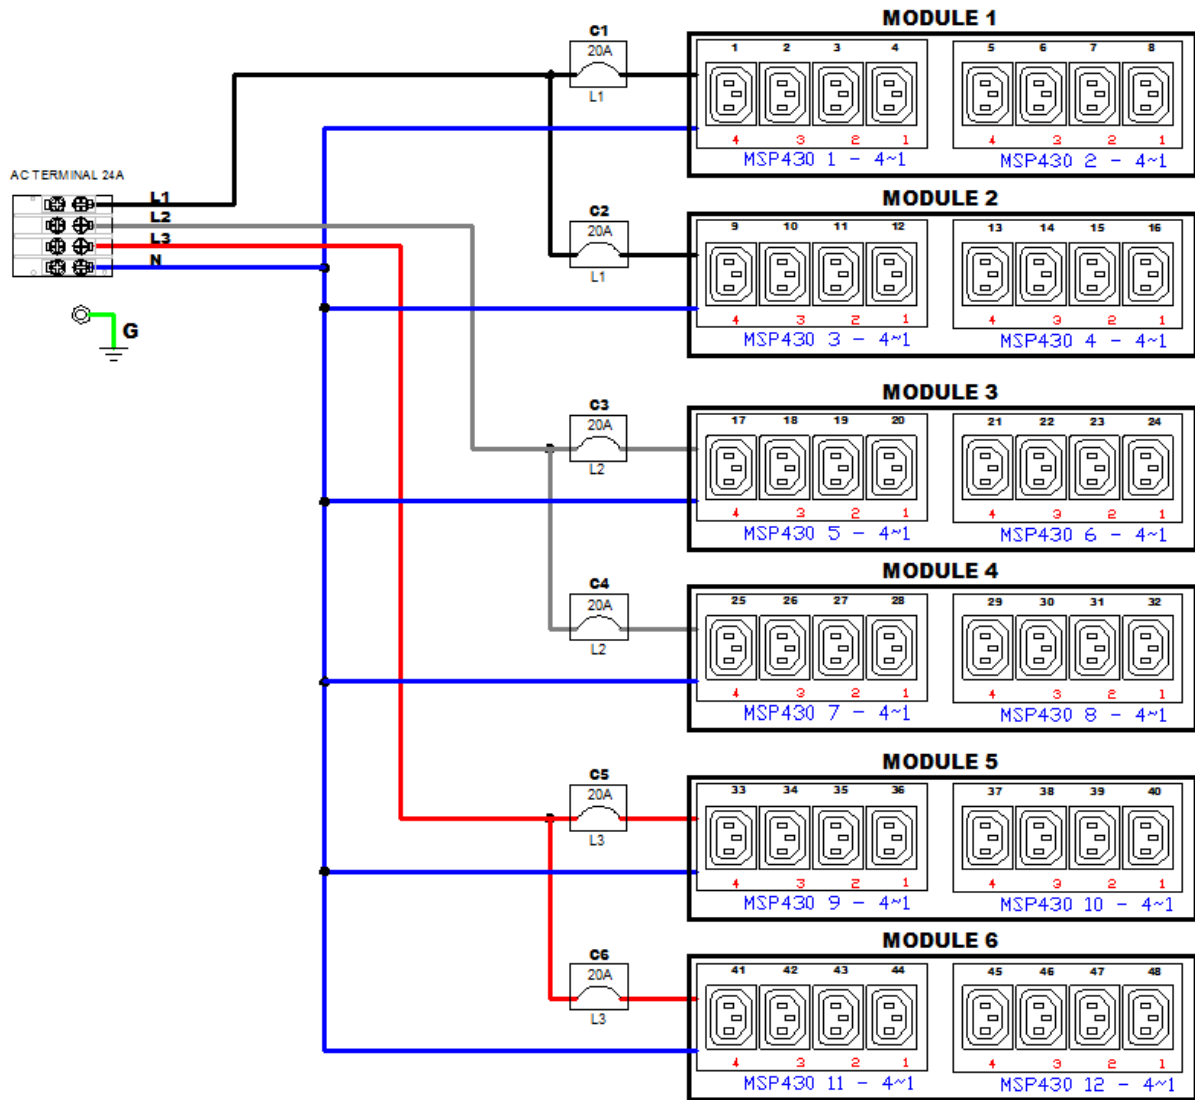 MODULE 1
C1
20A
L1
1 2 3 4 5 6 7 8
4 3 2 1 4 3 2 1
MSP430 1 - 4~1 MSP430 2 - 4~1
AC TERMINAL 24A
L1
L2
L3
N
G
MODULE 2
C2
20A
L1
9 10 11 12 13 14 15 16
4 3 2 1 4 3 2 1
MSP430 3 - 4~1 MSP430 4 - 4~1
MODULE 3
C3
20A
L2
17 18 19 20 21 22 23 24
4 3 2 1 4 3 2 1
MSP430 5 - 4~1 MSP430 6 - 4~1
MODULE 4
C4
20A
L2
25 26 27 28 29 30 31 32
4 3 2 1 4 3 2 1
MSP430 7 - 4~1 MSP430 8 - 4~1
MODULE 5
C5
20A
L3
33 34 35 36 37 38 39 40
4 3 2 1 4 3 2 1
MSP430 9 - 4~1 MSP430 10 - 4~1
MODULE 6
C6
20A
L3
41 42 43 44 45 46 47 48
4 3 2 1 4 3 2 1
MSP430 11 - 4~1 MSP430 12 - 4~1